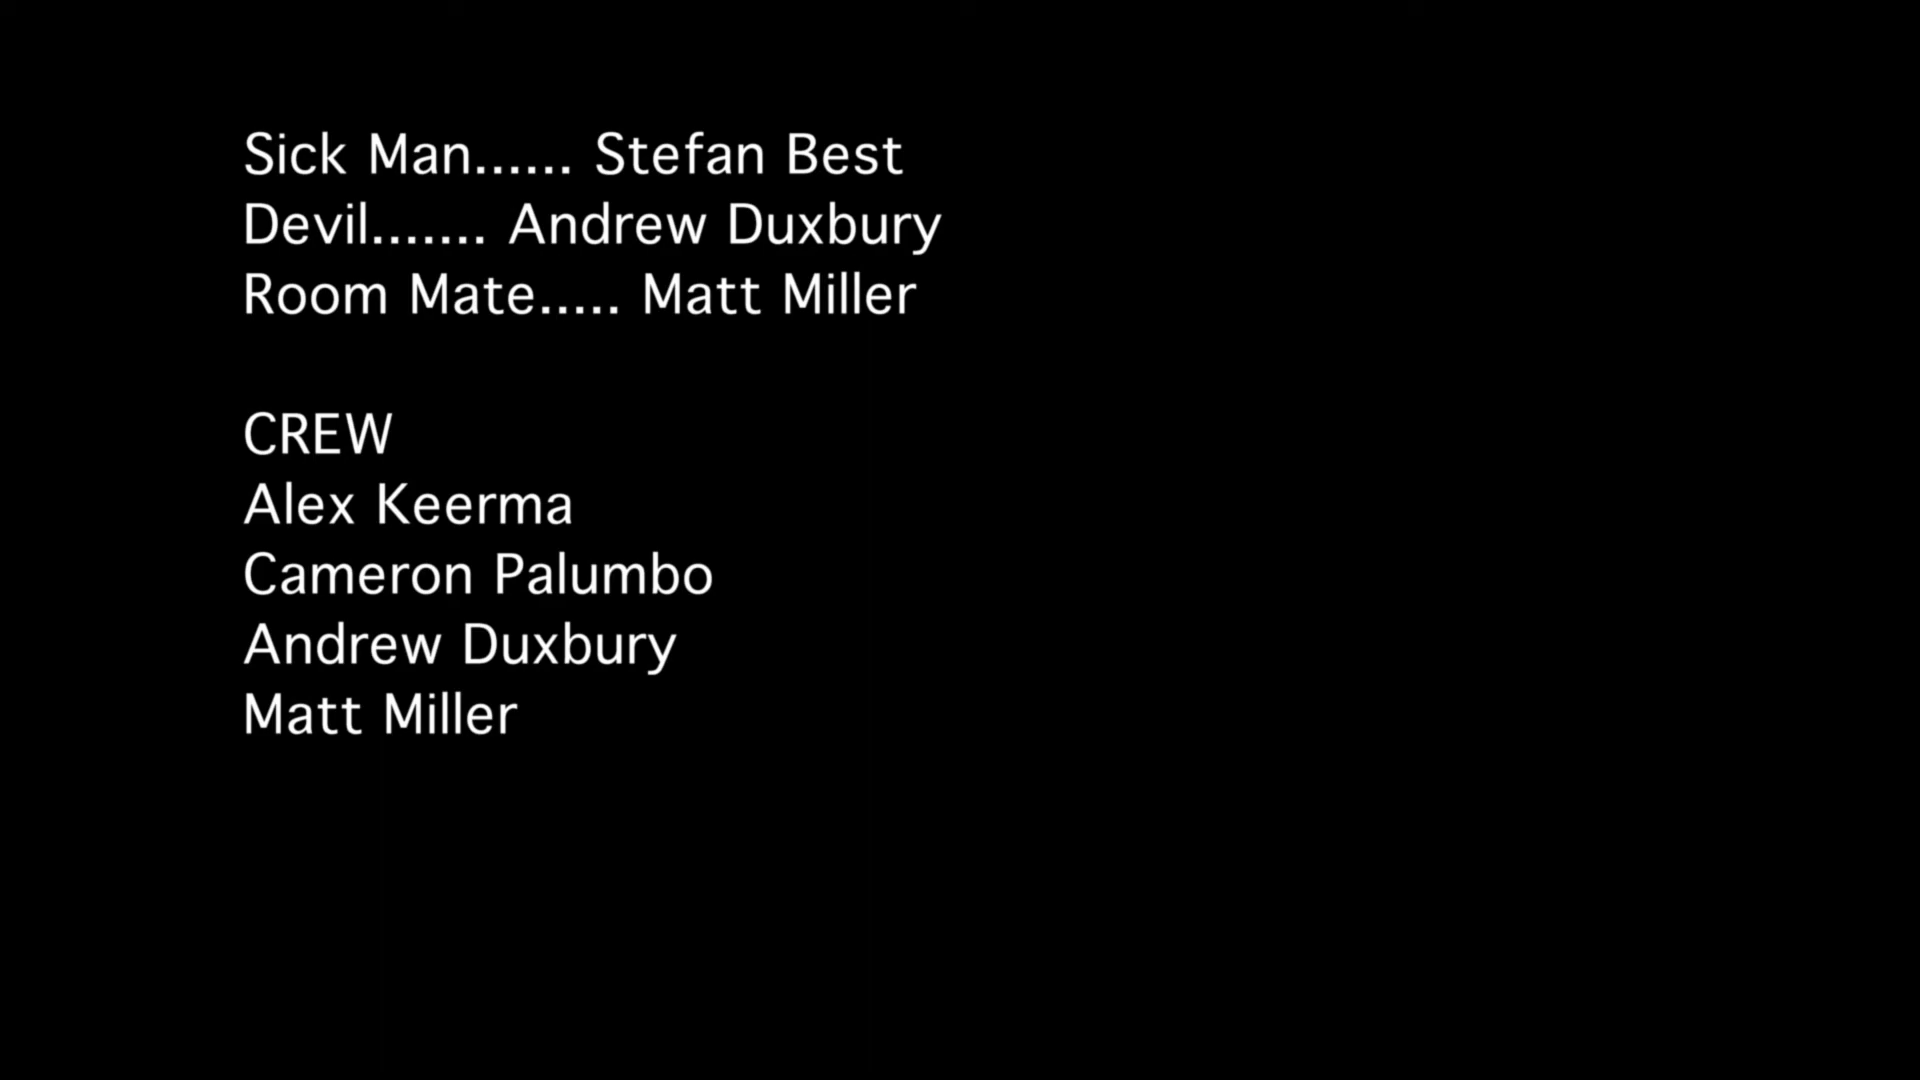 Sick Man...... Stefan Best
Devil....... Andrew Duxbury
Room Mate..... Matt Miller
CREW
Alex Keerma
Cameron Palumbo
Andrew Duxbury
Matt Miller